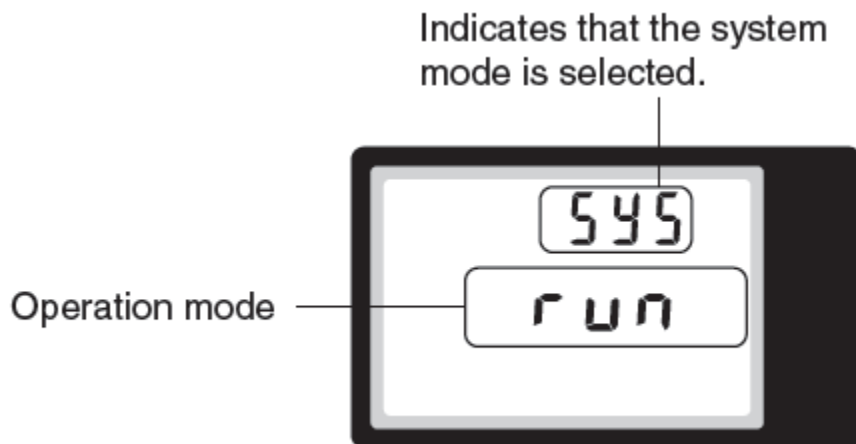 Indicates that the system
mode is selected.
SYS
Operation mode
run